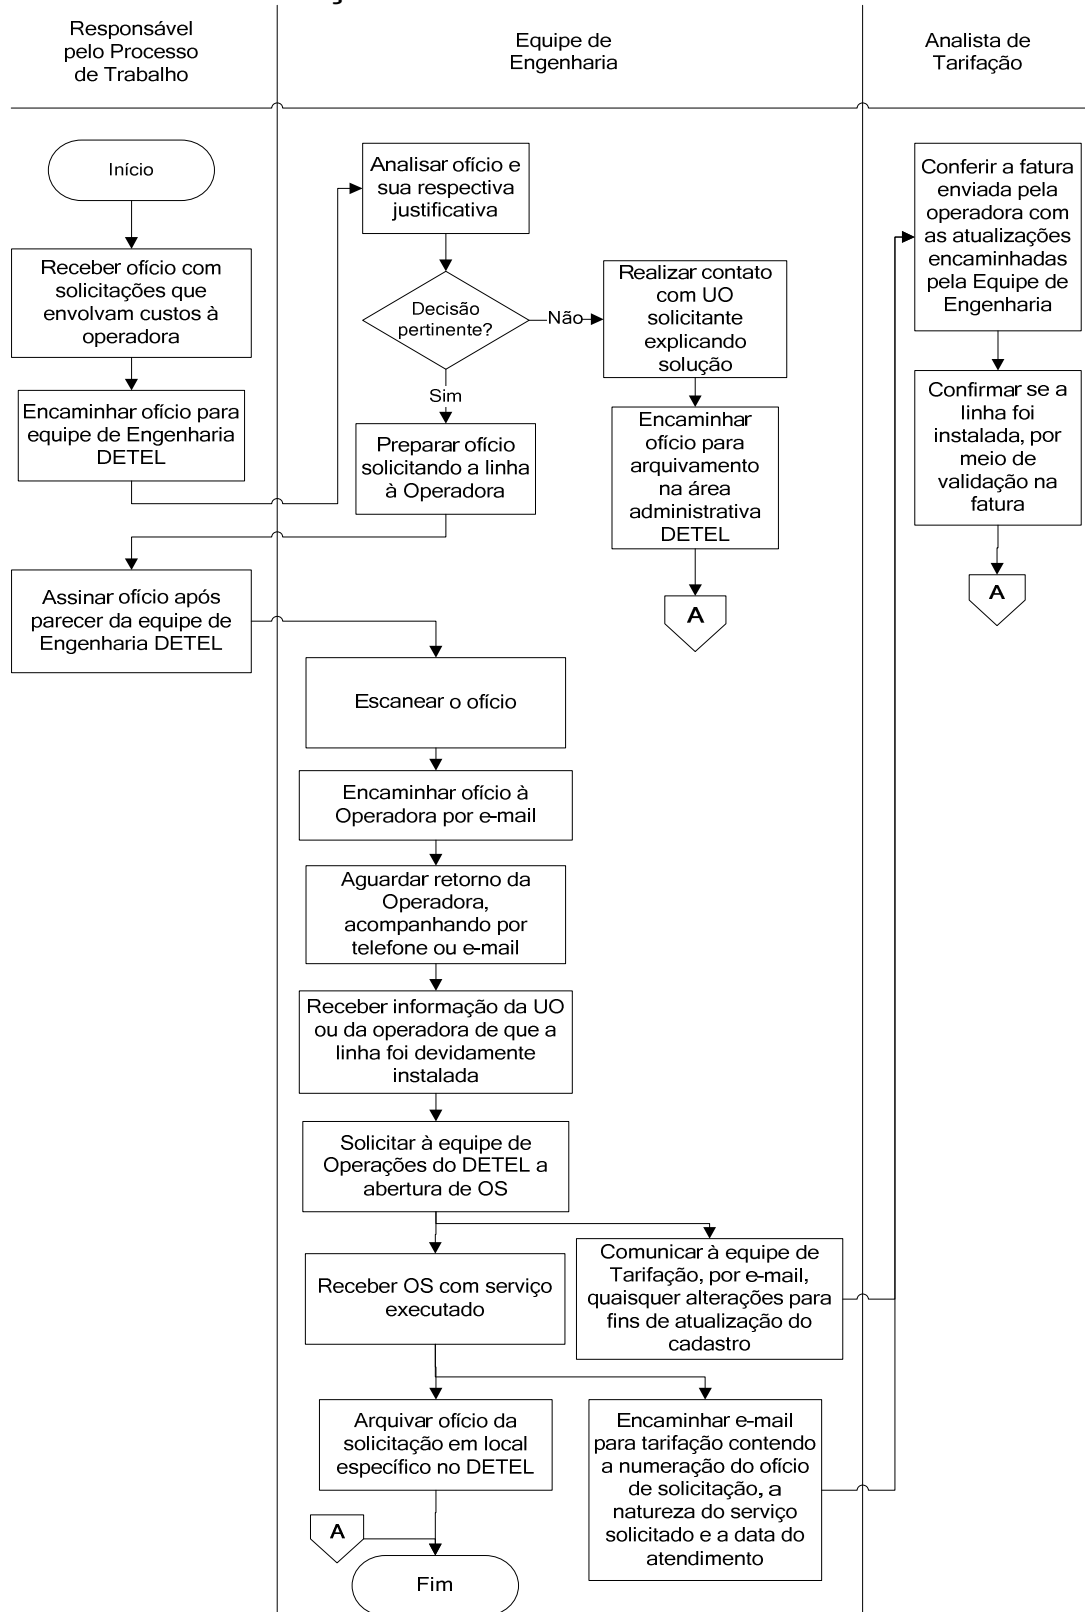 Responsável
pelo Processo
de Trabalho
Equipe de
Engenharia
Analista de
Tarifação
Início
Receber ofício com
solicitações que
envolvam custos à
operadora
Encaminhar ofício para
equipe de Engenharia
DETEL
Assinar ofício após
parecer da equipe de
Engenharia DETEL
Analisar ofício e
sua respectiva
justificativa
Decisão
pertinente?
Não
Sim
Realizar contato
com UO
solicitante
explicando
solução
Encaminhar
ofício para
arquivamento
na área
administrativa
DETEL
A
Preparar ofício
solicitando a linha
à Operadora
Escanear o ofício
Encaminhar ofício à
Operadora por e-mail
Aguardar retorno da
Operadora,
acompanhando por
telefone ou e-mail
Receber informação da UO
ou da operadora de que a
linha foi devidamente
instalada
Solicitar à equipe de
Operações do DETEL a
abertura de OS
Receber OS com serviço
executado
Comunicar à equipe de
Tarifação, por e-mail,
quaisquer alterações para
fins de atualização do
cadastro
Arquivar ofício da
solicitação em local
específico no DETEL
Encaminhar e-mail
para tarifação contendo
a numeração do ofício
de solicitação, a
natureza do serviço
solicitado e a data do
atendimento
A
Fim
Conferir a fatura
enviada pela
operadora com
as atualizações
encaminhadas
pela Equipe de
Engenharia
Confirmar se a
linha foi
instalada, por
meio de
validação na
fatura
A